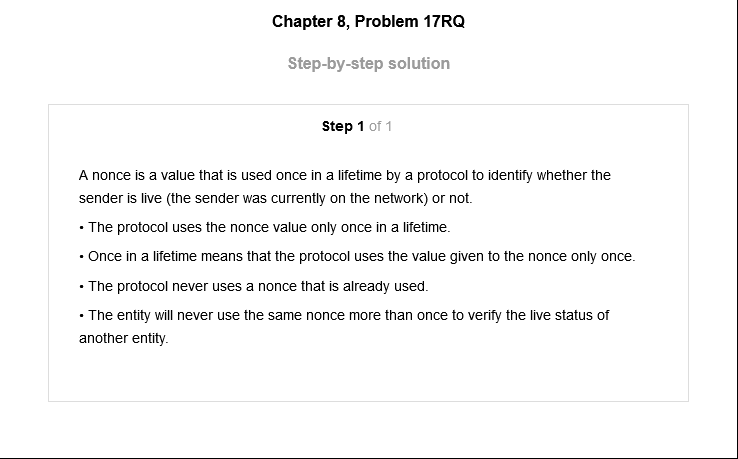 Chapter 8, Problem 17RQ
Step-by-step solution
Step 1 of 1
A nonce is a value that is used once in a lifetime by a protocol to identify whether the
sender is live (the sender was currently on the network) or not.
• The protocol uses the nonce value only once in a lifetime.
• Once in a lifetime means that the protocol uses the value given to the nonce only once.
• The protocol never uses a nonce that is already used.
• The entity will never use the same nonce more than once to verify the live status of
another entity.